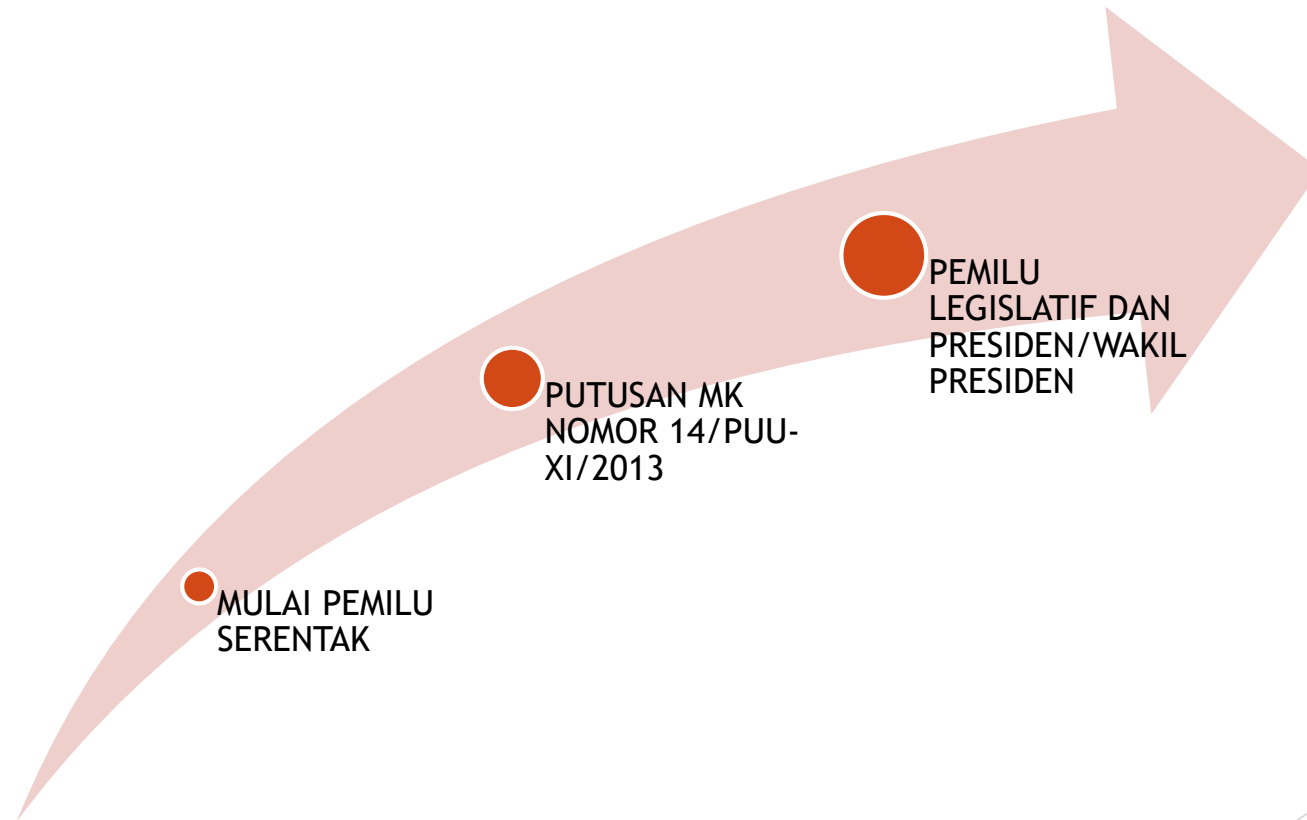 MULAI PEMILU
SERENTAK
PUTUSAN MK
NOMOR 14/PUU-
XI/2013
PEMILU
LEGISLATIF DAN
PRESIDEN/WAKIL
PRESIDEN